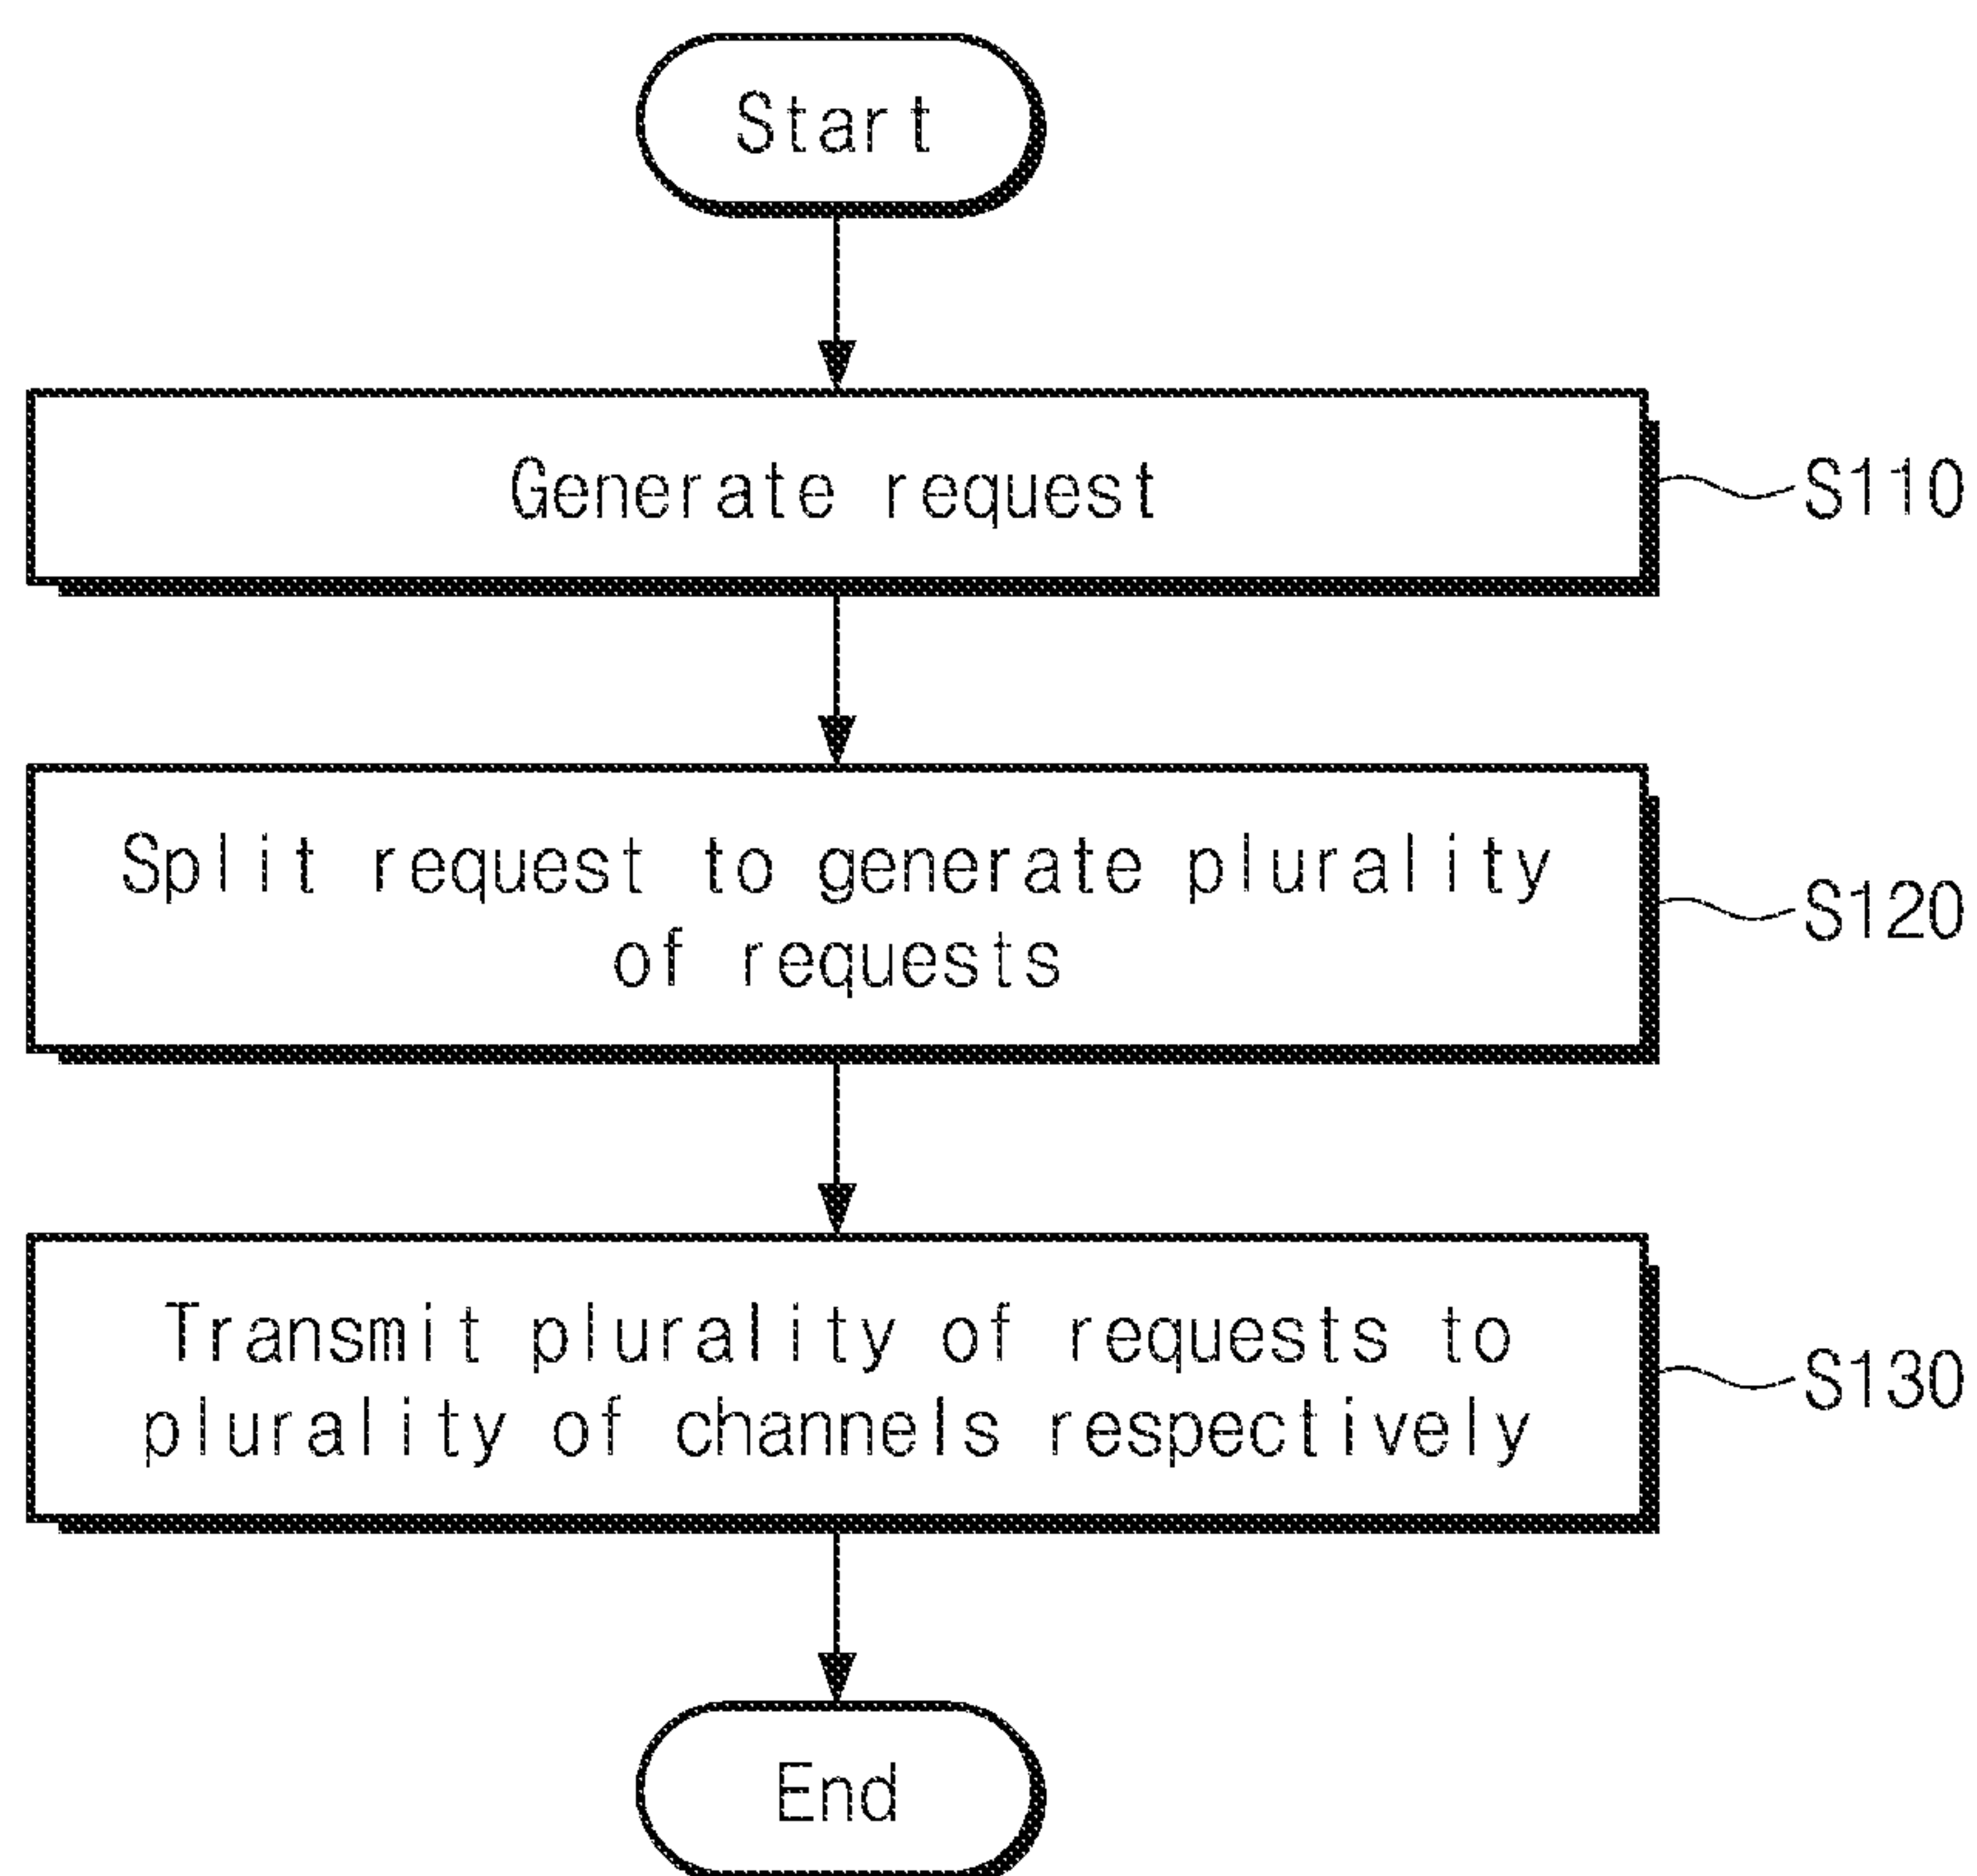 Start
Generate request
S110
Split request to generate plurality
of requests
S120
Transmit plurality of requests to
plurality of channels respectively
S130
End